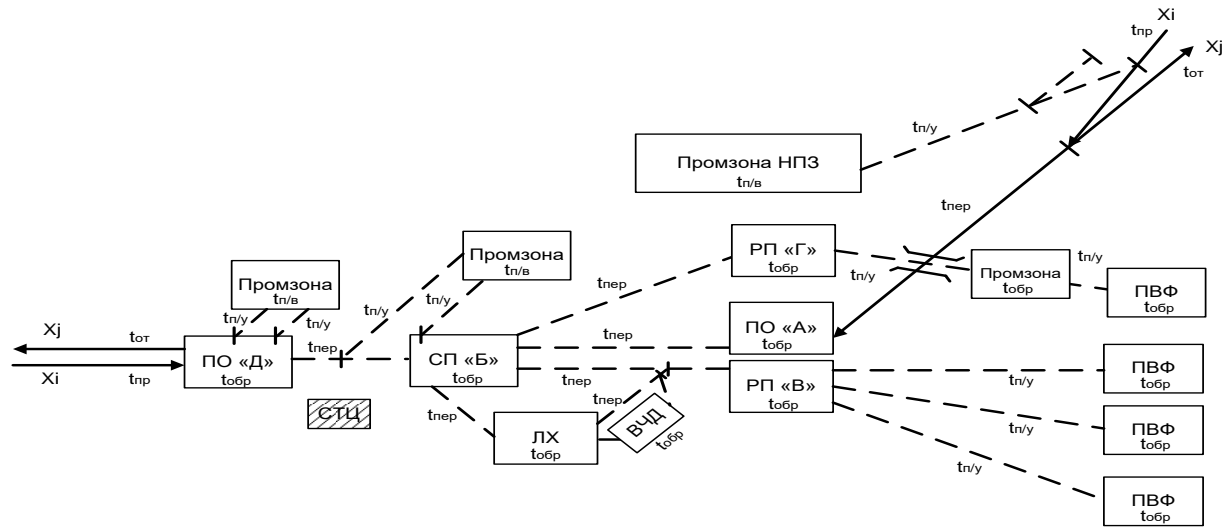 Xi
tпр
Xj
tот
tп/у
Промзона НПЗ
tп/в
tпер
РП «Г»
tобр
tп/у
Промзона
tобр
tп/у
ПВФ
tобр
Промзона
tп/в
tп/у
tп/у
Промзона
tп/в
tп/у
tп/у
tпер
Xj
tот
Xi
tпр
ПО «Д»
tобр
tпер
СП «Б»
tобр
tпер
tпер
ПО «А»
tобр
РП «В»
tобр
tп/у
ПВФ
tобр
СТЦ
tпер
tпер
ЛХ
tобр
ВЧД
tобр
tп/у
ПВФ
tобр
tп/у
ПВФ
tобр